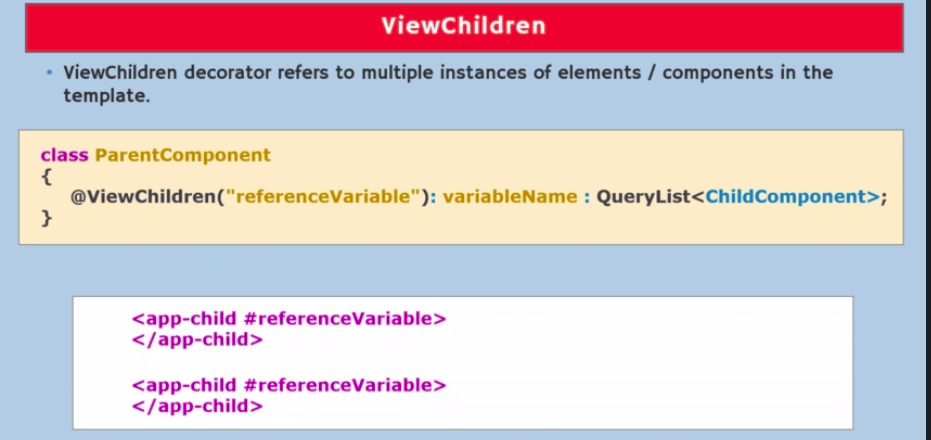 ViewChildren
• ViewChildren decorator refers to multiple instances of elements / components in the
template.
class ParentComponent
{
@ViewChildren("referenceVariable"): variableName : QueryList<ChildComponent>;
}
<app-child #referenceVariable>
</app-child>
<app-child #referenceVariable>
</app-child>